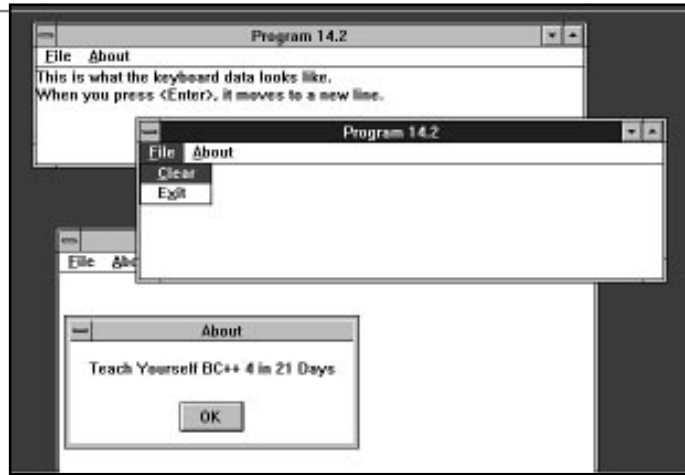 Program 14.2
File About
This is what the keyboard data looks like.
When you press <Enter>, it moves to a new line.
Program 14.2
File About
Clear
Exit
File Abo
About
Teach Yourself BC++ 4 in 21 Days
OK